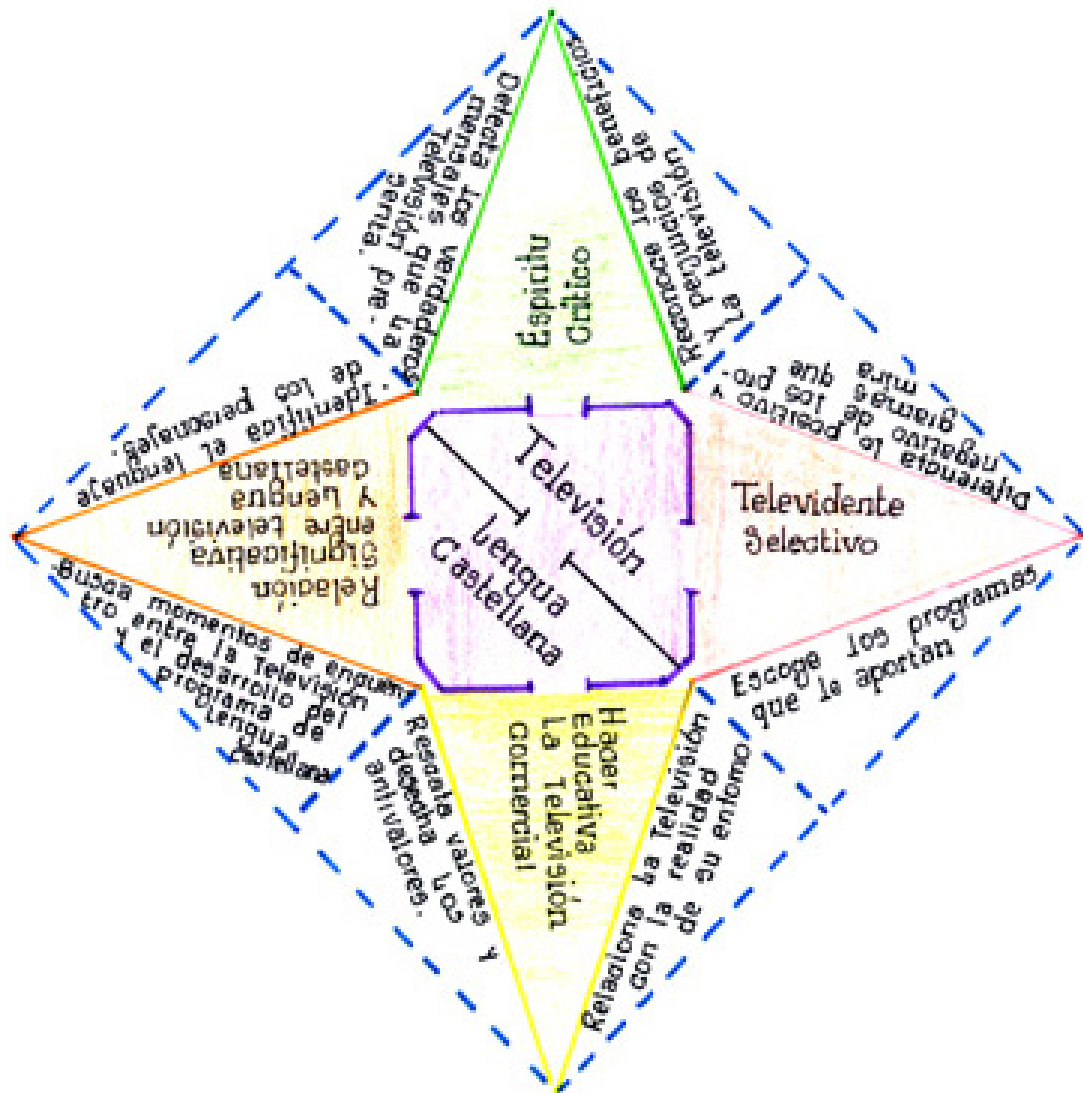 Detecta los verdaderos
mensajes que la
Televisión pre-
senta.
Reconoce los beneficios
y perjuicios de
la televisión
Espíritu
Crítico
Identifica el lenguaje
de los personajes.
Diferencia lo positivo y
negativo de los pro-
gramas que
mira
Relación
Significativa
entre televisión
y Lengua
Castellana
Televisión
Lengua
Castellana
Televidente
Selectivo
Busca momentos de encuen
tro entre la Televisión
y el desarrollo del
programa de
Lengua
Castellana
Escoge los programas
que le aportan
Hacer
Educativa
la Televisión
comercial
Rescata valores y
desecha los
antivalores.
Relaciona la Televisión
con la realidad
de su entorno